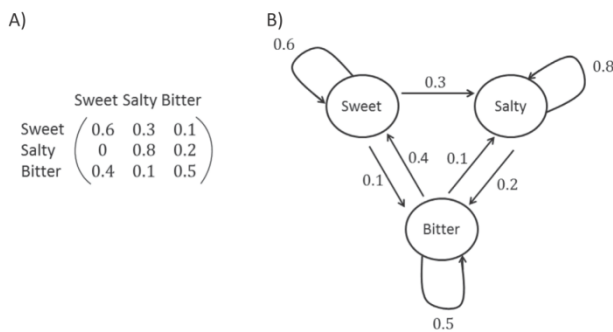 A)
Sweet Salty Bitter
Sweet 0.6 0.3 0.1
Salty 0 0.8 0.2
Bitter 0.4 0.1 0.5
B)
0.6
0.8
Sweet
0.3
Salty
0.1
0.4
0.1
0.2
Bitter
0.5